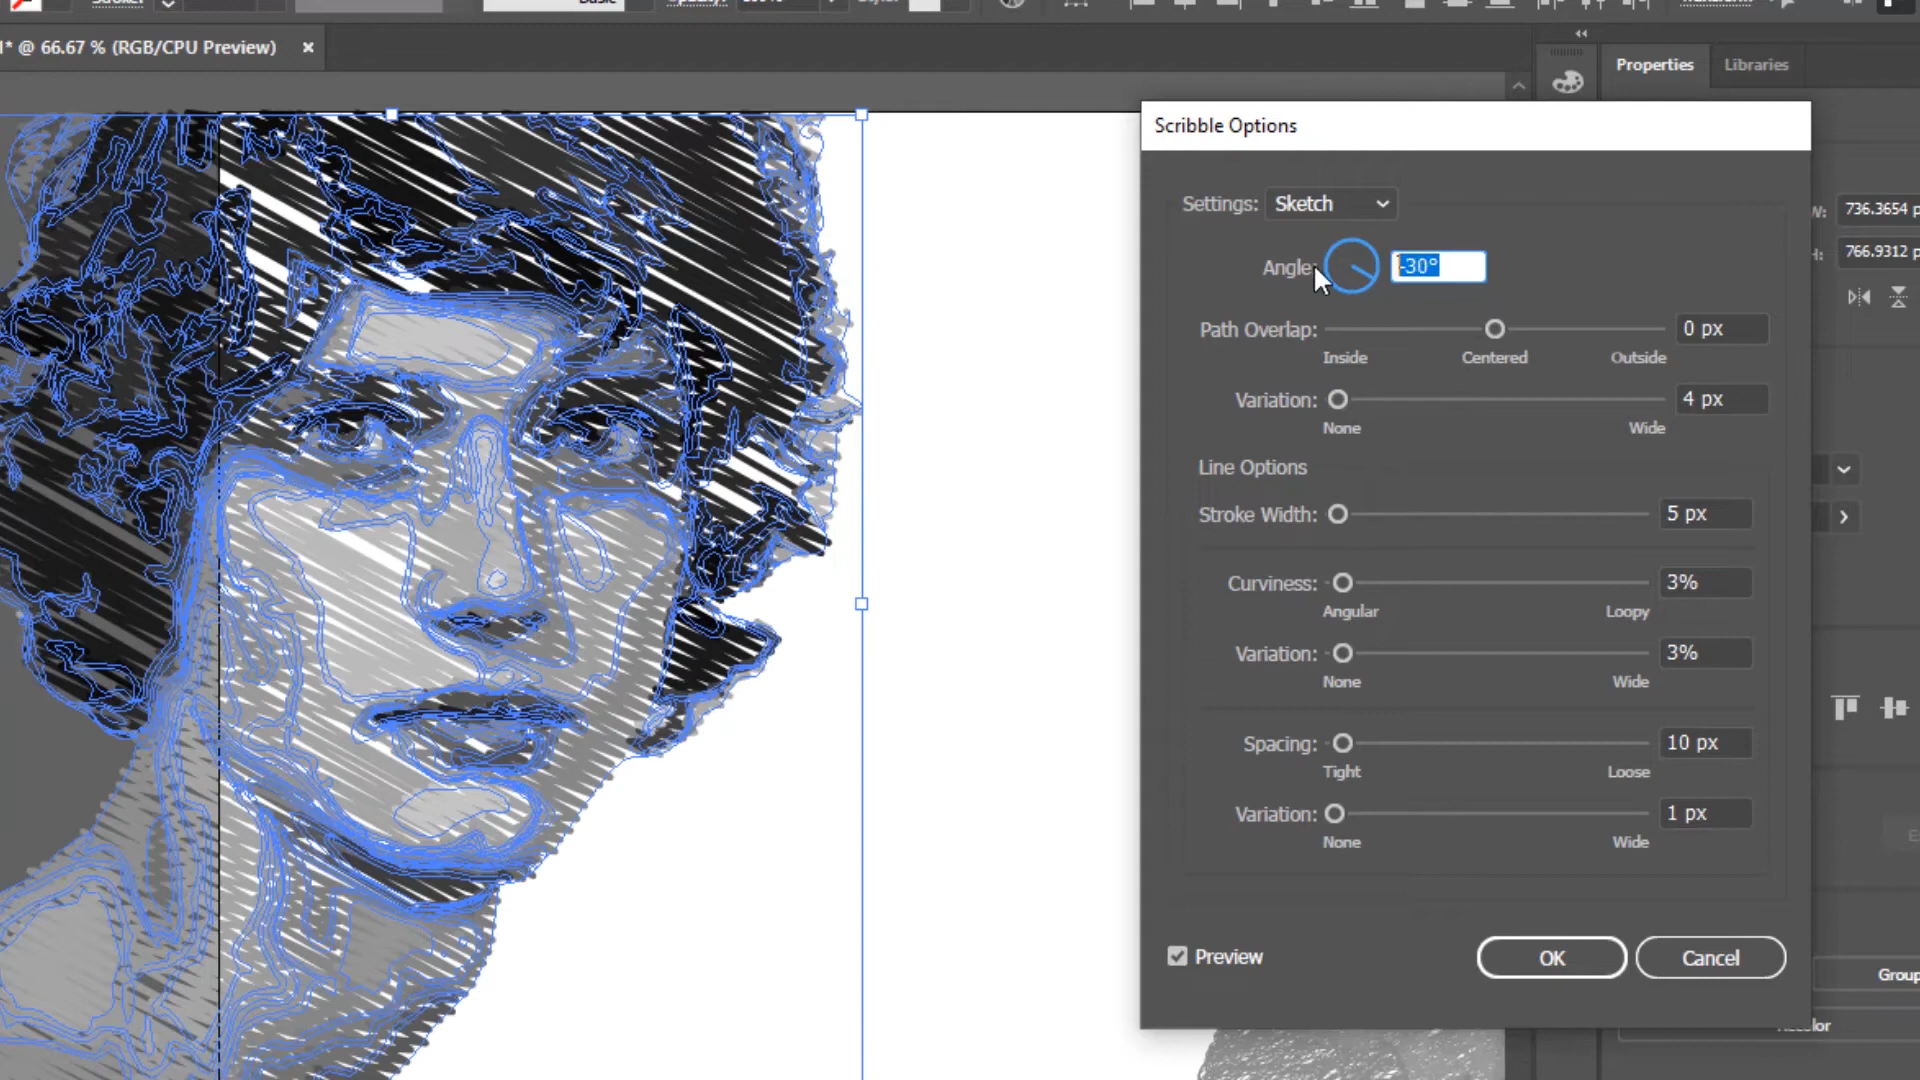 Basic
* @ 66.67 % (RGB/CPU Preview) ×
Properties Libraries
Scribble Options
Settings: Sketch
Angle: -30°
Path Overlap: 0 px
Inside Centered Outside
Variation: 4 px
None Wide
Line Options
Stroke Width: 5 px
Curviness: 3%
Angular Loopy
Variation: 3%
None Wide
Spacing: 10 px
Tight Loose
Variation: 1 px
None Wide
Preview OK Cancel
W: 736.3654 p
H: 766.9312 p
Group